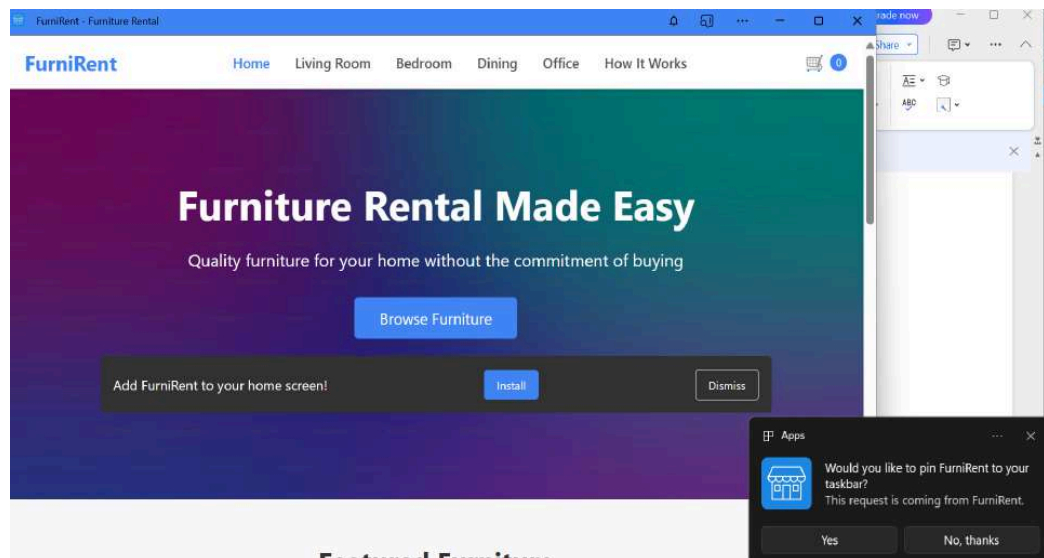 FurniRent - Furniture Rental
Share
FurniRent
Home Living Room Bedroom Dining Office How It Works
0
ABC
Furniture Rental Made Easy
Quality furniture for your home without the commitment of buying
Browse Furniture
Add FurniRent to your home screen!
Install
Dismiss
Apps
Would you like to pin FurniRent to your
taskbar?
This request is coming from FurniRent.
Yes
No, thanks